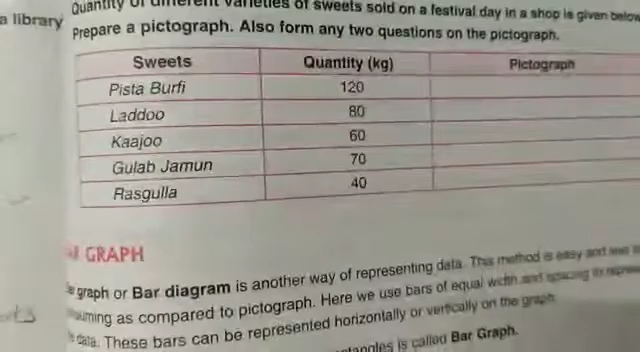 a library
Quantity of different varieties of sweets sold on a festival day in a shop is given below
Prepare a pictograph. Also form any two questions on the pictograph.
Sweets Quantity (kg) Pictograph
Pista Burfi 120
Laddoo 80
Kaajoo 60
Gulab Jamun 70
Rasgulla 40
GRAPH
graph or Bar diagram is another way of representing data. This method is easy and less
uming as compared to pictograph. Here we use bars of equal width and spacing to
data. These bars can be represented horizontally or vertically on the graph.
tangles is called Bar Graph.